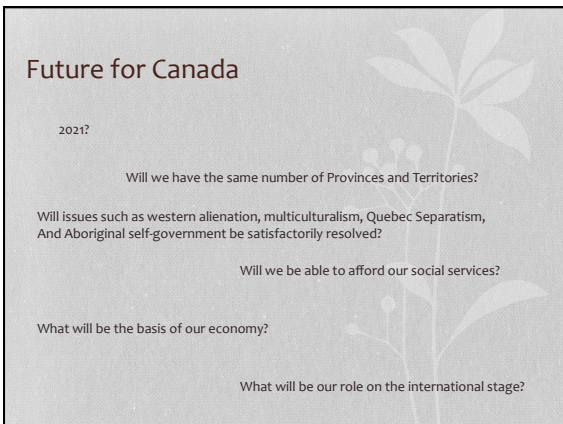 Future for Canada
2021?
Will we have the same number of Provinces and Territories?
Will issues such as western alienation, multiculturalism, Quebec Separatism,
And Aboriginal self-government be satisfactorily resolved?
Will we be able to afford our social services?
What will be the basis of our economy?
What will be our role on the international stage?